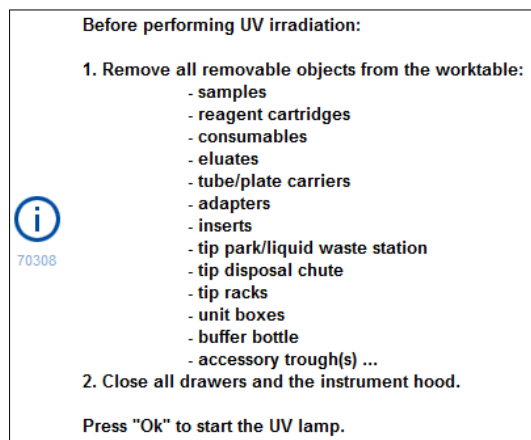 Before performing UV irradiation:
1. Remove all removable objects from the worktable:
- samples
- reagent cartridges
- consumables
- eluates
- tube/plate carriers
- adapters
- inserts
- tip park/liquid waste station
- tip disposal chute
- tip racks
- unit boxes
- buffer bottle
- accessory trough(s) ...
2. Close all drawers and the instrument hood.
Press "Ok" to start the UV lamp.
i
70308